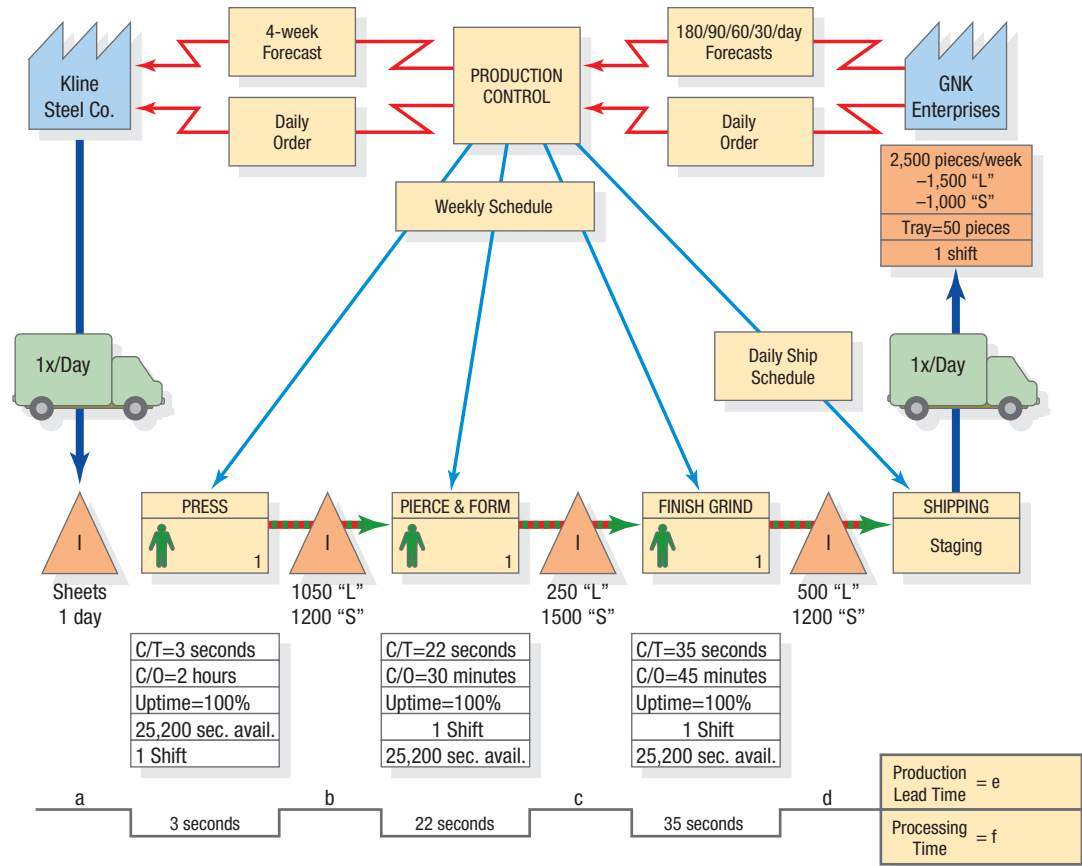 4-week
Forecast
180/90/60/30/day
Forecasts
Kline
Steel Co.
PRODUCTION
CONTROL
GNK
Enterprises
Daily
Order
Daily
Order
2,500 pieces/week
–1,500 “L”
–1,000 “S”
Tray=50 pieces
1 shift
Weekly Schedule
1x/Day
Daily Ship
Schedule
1x/Day
I
PRESS
1
I
PIERCE & FORM
1
I
FINISH GRIND
1
I
SHIPPING
Staging
Sheets
1 day
1050 “L”
1200 “S”
250 “L”
1500 “S”
500 “L”
1200 “S”
C/T=3 seconds
C/O=2 hours
Uptime=100%
25,200 sec. avail.
1 Shift
C/T=22 seconds
C/O=30 minutes
Uptime=100%
1 Shift
25,200 sec. avail.
C/T=35 seconds
C/O=45 minutes
Uptime=100%
1 Shift
25,200 sec. avail.
a
3 seconds
b
22 seconds
c
35 seconds
d
Production
Lead Time = e
Processing
Time = f